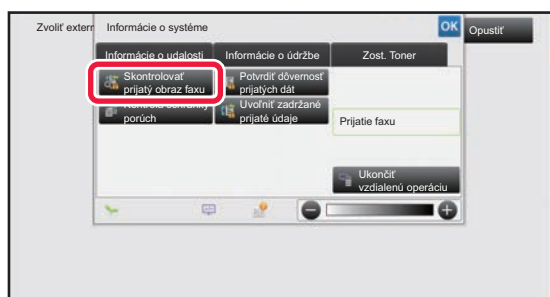 Zvoliť extern
Informácie o systéme
OK
Opustiť
Informácie o udalosti
Informácie o údržbe
Zost. Toner
Skontrolovať
prijatý obraz faxu
Potvrdiť dôvernosť
prijatých dát
porúch
Uvoľniť zadržané
prijaté údaje
Prijatie faxu
Ukončiť
vzdialenú operáciu